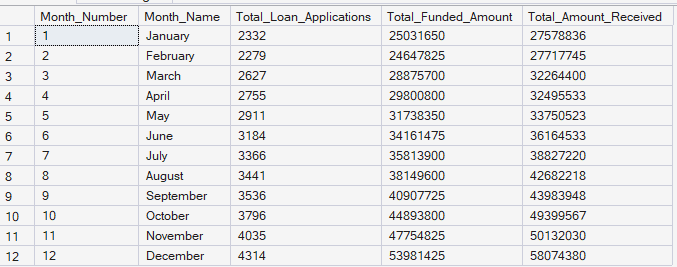 Month_Number Month_Name Total_Loan_Applications Total_Funded_Amount Total_Amount_Received
1 1 January 2332 25031650 27578836
2 2 February 2279 24647825 27717745
3 3 March 2627 28875700 32264400
4 4 April 2755 29800800 32495533
5 5 May 2911 31738350 33750523
6 6 June 3184 34161475 36164533
7 7 July 3366 35813900 38827220
8 8 August 3441 38149600 42682218
9 9 September 3536 40907725 43983948
10 10 October 3796 44893800 49399567
11 11 November 4035 47754825 50132030
12 12 December 4314 53981425 58074380